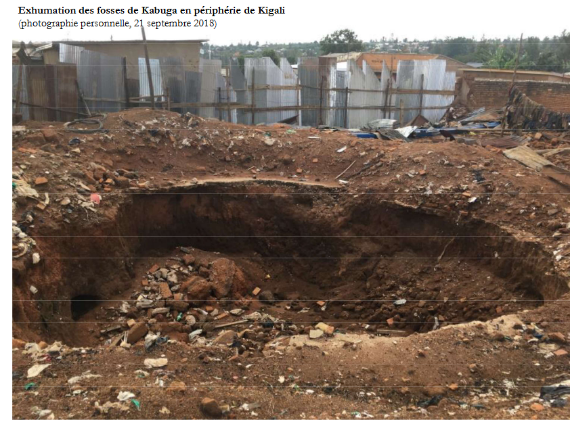 Exhumation des fosses de Kabuga en périphérie de Kigali
(photographie personnelle, 21 septembre 2018)